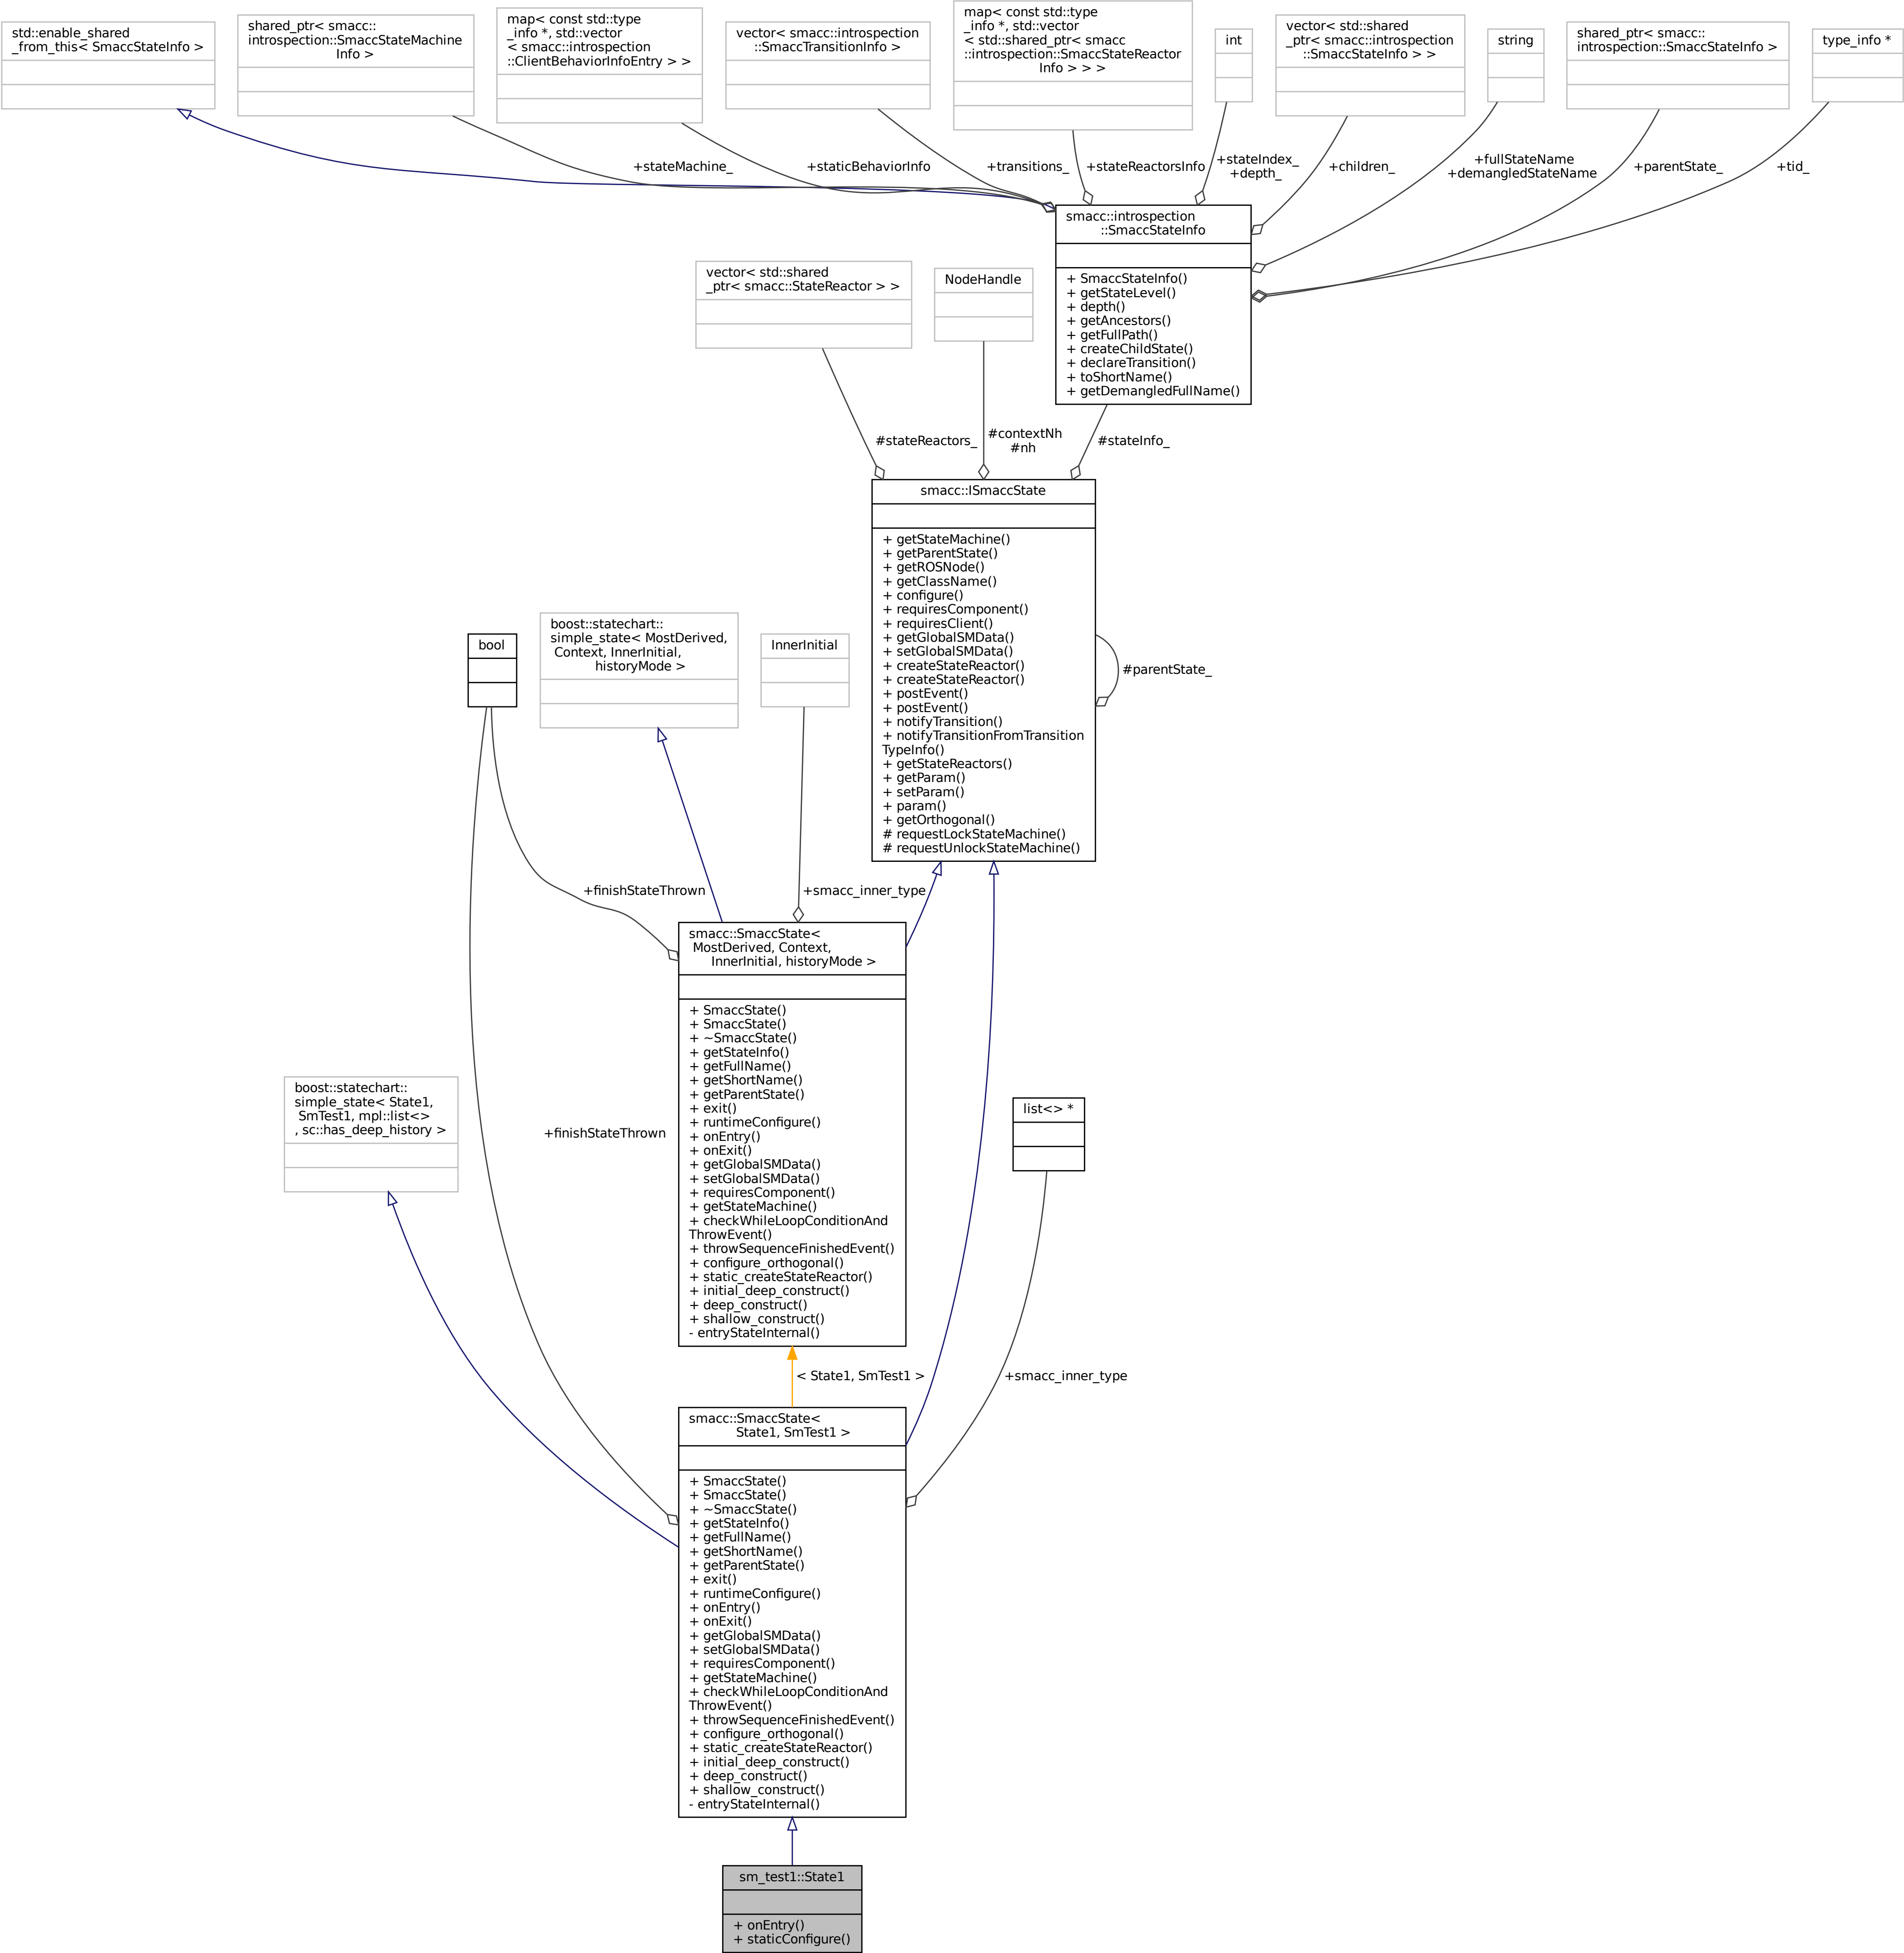 std::enable_shared
_from_this< SmaccStateInfo >
shared_ptr< smacc::
introspection::SmaccStateMachine
Info >
map< const std::type
_info *, std::vector
< smacc::introspection
::ClientBehaviorInfoEntry > >
vector< smacc::introspection
::SmaccTransitionInfo >
map< const std::type
_info *, std::vector
< std::shared_ptr< smacc
::introspection::SmaccStateReactor
Info > > >
int
vector< std::shared
_ptr< smacc::introspection
::SmaccStateInfo > >
string
shared_ptr< smacc::
introspection::SmaccStateInfo >
type_info *
+stateMachine_
+staticBehaviorInfo
+transitions_
+stateReactorsInfo
+stateIndex_
+depth_
+children_
+fullStateName
+demangledStateName
+parentState_
+tid_
smacc::introspection
::SmaccStateInfo
+ SmaccStateInfo()
+ getStateLevel()
+ depth()
+ getAncestors()
+ getFullPath()
+ createChildState()
+ declareTransition()
+ toShortName()
+ getDemangledFullName()
vector< std::shared
_ptr< smacc::StateReactor > >
NodeHandle
#stateReactors_
#contextNh
#nh
#stateInfo_
smacc::ISmaccState
+ getStateMachine()
+ getParentState()
+ getROSNode()
+ getClassName()
+ configure()
+ requiresComponent()
+ requiresClient()
+ getGlobalSMData()
+ setGlobalSMData()
+ createStateReactor()
+ createStateReactor()
+ postEvent()
+ postEvent()
+ notifyTransition()
+ notifyTransitionFromTransition
TypeInfo()
+ getStateReactors()
+ getParam()
+ setParam()
+ param()
+ getOrthogonal()
# requestLockStateMachine()
# requestUnlockStateMachine()
#parentState_
bool
boost::statechart::
simple_state< MostDerived,
Context, InnerInitial,
historyMode >
InnerInitial
+finishStateThrown
+smacc_inner_type
smacc::SmaccState<
MostDerived, Context,
InnerInitial, historyMode >
+ SmaccState()
+ SmaccState()
+ ~SmaccState()
+ getStateInfo()
+ getFullName()
+ getShortName()
+ getParentState()
+ exit()
+ runtimeConfigure()
+ onEntry()
+ onExit()
+ getGlobalSMData()
+ setGlobalSMData()
+ requiresComponent()
+ getStateMachine()
+ checkWhileLoopConditionAnd
ThrowEvent()
+ throwSequenceFinishedEvent()
+ configure_orthogonal()
+ static_createStateReactor()
+ initial_deep_construct()
+ deep_construct()
+ shallow_construct()
- entryStateInternal()
boost::statechart::
simple_state< State1,
SmTest1, mpl::list<>
, sc::has_deep_history >
+finishStateThrown
list<> *
< State1, SmTest1 >
+smacc_inner_type
smacc::SmaccState<
State1, SmTest1 >
+ SmaccState()
+ SmaccState()
+ ~SmaccState()
+ getStateInfo()
+ getFullName()
+ getShortName()
+ getParentState()
+ exit()
+ runtimeConfigure()
+ onEntry()
+ onExit()
+ getGlobalSMData()
+ setGlobalSMData()
+ requiresComponent()
+ getStateMachine()
+ checkWhileLoopConditionAnd
ThrowEvent()
+ throwSequenceFinishedEvent()
+ configure_orthogonal()
+ static_createStateReactor()
+ initial_deep_construct()
+ deep_construct()
+ shallow_construct()
- entryStateInternal()
sm_test1::State1
+ onEntry()
+ staticConfigure()